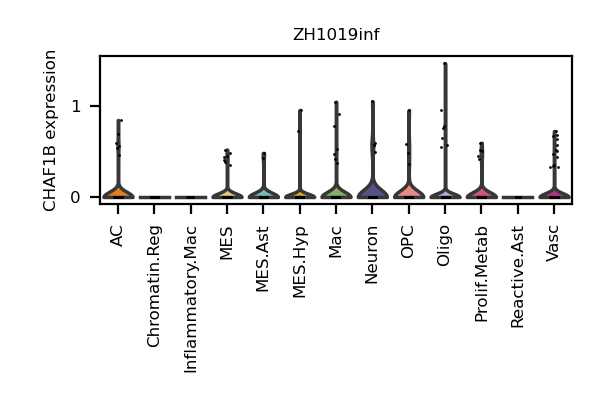 ZH1019inf
CHAF1B expression
1
0
AC
Chromatin.Reg
Inflammatory.Mac
MES
MES.Ast
MES.Hyp
Mac
Neuron
OPC
Oligo
Prolif.Metab
Reactive.Ast
Vasc